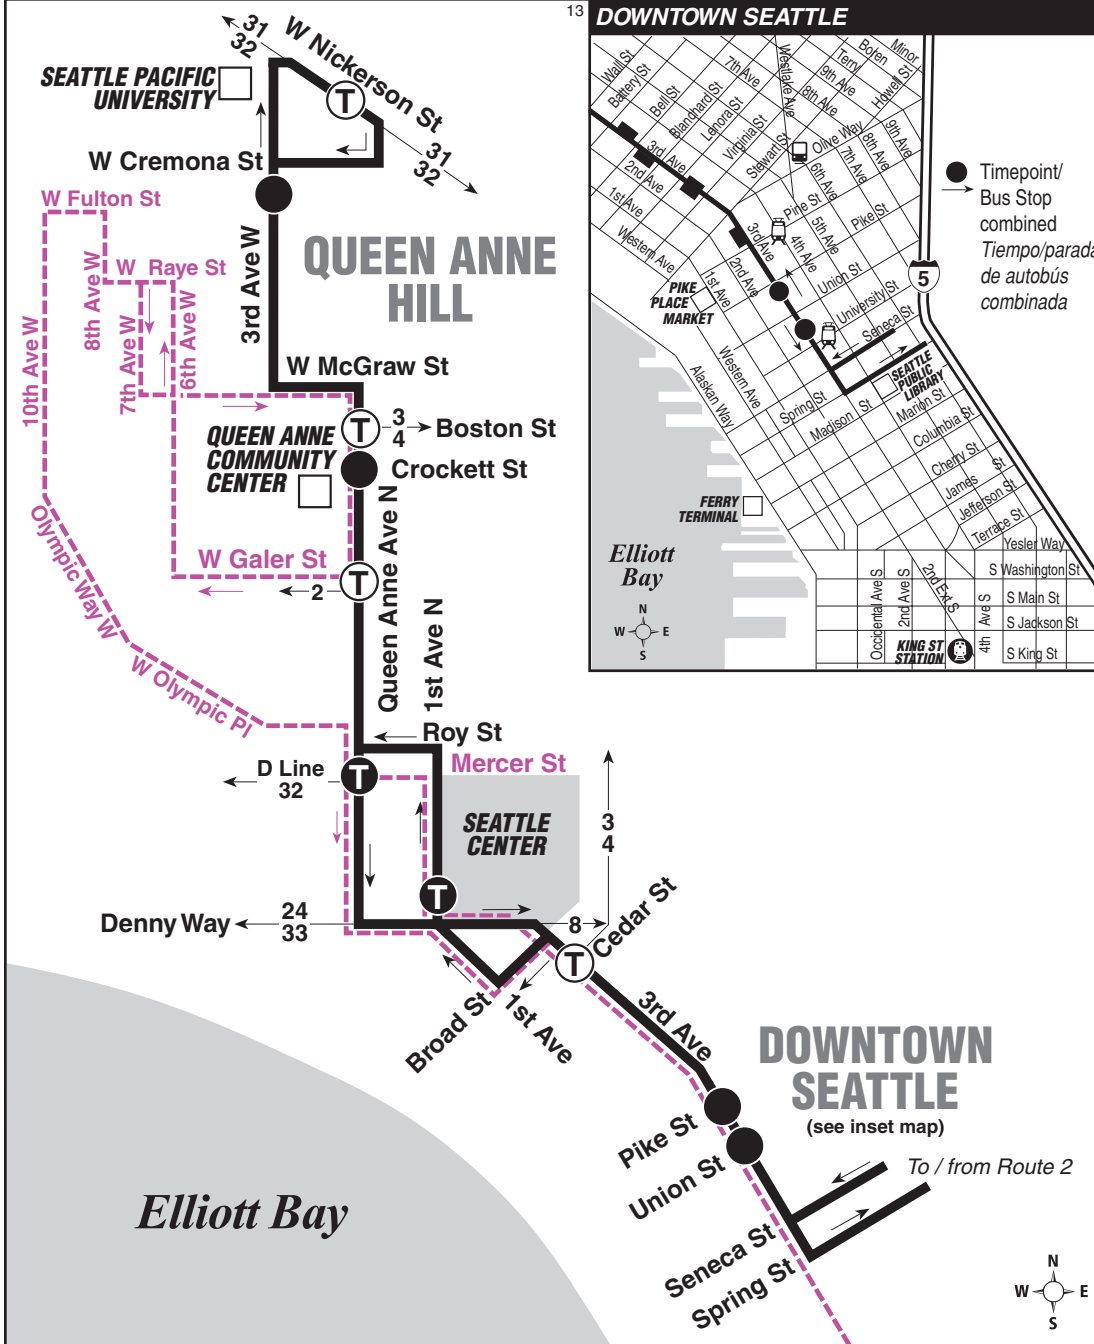 13
DOWNTOWN SEATTLE
31
32
W Nickerson St
SEATTLE PACIFIC
UNIVERSITY
W Cremona St
T
31
32
W Fulton St
QUEEN ANNE
HILL
3rd Ave W
W Raye St
8th Ave W
10th Ave W
7th Ave W
6th Ave W
W McGraw St
T
3
4
Boston St
QUEEN ANNE
COMMUNITY
CENTER
Crockett St
Queen Anne Ave N
W Galer St
T
2
Olympic Way W
W Olympic Pl
1st Ave N
Roy St
Mercer St
D Line
32
T
SEATTLE
CENTER
3
4
T
Denny Way
24
33
8
Cedar St
T
Broad St
1st Ave
3rd Ave
DOWNTOWN
SEATTLE
(see inset map)
Pike St
Union St
To / from Route 2
Seneca St
Spring St
Elliott Bay
N
W
E
S
Wall St
Battery St
Bell St
Blanchard St
Lenora St
Virginia St
Stewart St
7th Ave
Westlake Ave
Terry
Boren
Minor
9th Ave
8th Ave
Howell St
Olive Way
9th Ave
8th Ave
7th Ave
6th Ave
5th Ave
4th Ave
3rd Ave
2nd Ave
1st Ave
Western Ave
Pine St
Pike St
3rd Ave
2nd Ave
1st Ave
PIKE
PLACE
MARKET
Union St
University St
Seneca St
5
SEATTLE
PUBLIC
LIBRARY
Western Ave
Alaskan Way
Spring St
Madison St
Marion St
Columbia St
Cherry St
James St
Jefferson St
Terrace St
Yesler Way
FERRY
TERMINAL
Elliott
Bay
N
W
E
S
Occidental Ave S
2nd Ave S
2nd Ext S
4th Ave S
S Washington St
S Main St
S Jackson St
S King St
KING ST
STATION
Timepoint/
Bus Stop
combined
Tiempo/parada
de autobús
combinada